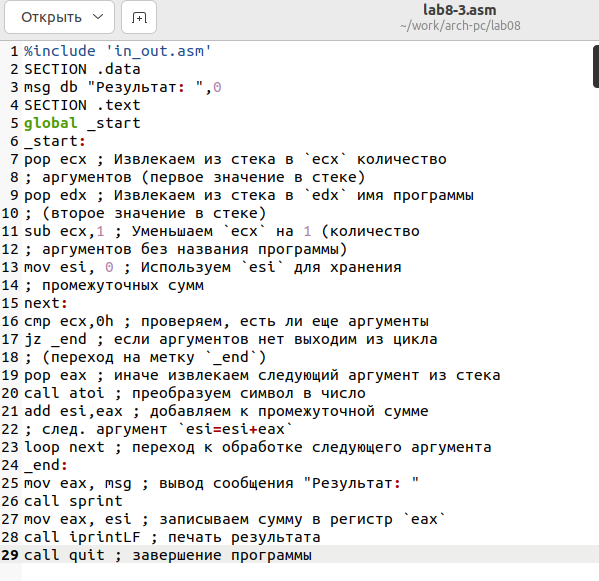 Открыть
lab8-3.asm
~/work/arch-pc/lab08
1 %include 'in_out.asm'
2 SECTION .data
3 msg db "Результат: ",0
4 SECTION .text
5 global _start
6 _start:
7 pop ecx ; Извлекаем из стека в `ecx` количество
8 ; аргументов (первое значение в стеке)
9 pop edx ; Извлекаем из стека в `edx` имя программы
10 ; (второе значение в стеке)
11 sub ecx,1 ; Уменьшаем `ecx` на 1 (количество
12 ; аргументов без названия программы)
13 mov esi, 0 ; Используем `esi` для хранения
14 ; промежуточных сумм
15 next:
16 cmp ecx,0h ; проверяем, есть ли еще аргументы
17 jz _end ; если аргументов нет выходим из цикла
18 ; (переход на метку `_end`)
19 pop eax ; иначе извлекаем следующий аргумент из стека
20 call atoi ; преобразуем символ в число
21 add esi,eax ; добавляем к промежуточной сумме
22 ; след. аргумент `esi=esi+eax`
23 loop next ; переход к обработке следующего аргумента
24 _end:
25 mov eax, msg ; вывод сообщения "Результат: "
26 call sprint
27 mov eax, esi ; записываем сумму в регистр `eax`
28 call iprintLF ; печать результата
29 call quit ; завершение программы